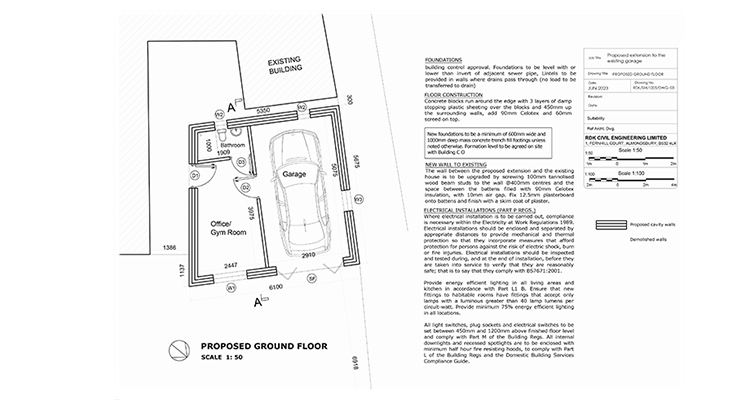 EXISTING
BUILDING
A
W2
5350
W2
300
Bathroom
1000
1909
D3
D1
D2
Garage
5075
5675
W3
3975
Office/
Gym Room
1386
1137
2447
2910
W1
6100
SF
A
6918
PROPOSED GROUND FLOOR
SCALE 1: 50
FOUNDATIONS
building control approval. Foundations to be level with or
lower than invert of adjacent sewer pipe, Lintels to be
provided in walls where drains pass through (no load to be
transferred to drain)
FLOOR CONSTRUCTION
Concrete blocks run around the edge with 3 layers of damp
stopping plastic sheeting over the blocks and 450mm up
the surrounding walls, add 90mm Celotex and 60mm
screed on top.
New foundations to be a minimum of 600mm wide and
1000mm deep mass concrete trench fill footings unless
noted otherwise. Formation level to be agreed on site
with Building C O
NEW WALL TO EXISTING
The wall between the proposed extension and the existing
house is to be upgraded by screwing 100mm tannolised
wood beam studs to the wall @400mm centres and the
space between the battens filled with 90mm Celotex
insulation, with 10mm air gap. Fix 12.5mm plasterboard
onto battens and finish with a skim coat of plaster.
ELECTRICAL INSTALLATIONS (PART P REGS.)
Where electrical installation is to be carried out, compliance
is necessary within the Electricity at Work Regulations 1989.
Electrical installations should be enclosed and separated by
appropriate distances to provide mechanical and thermal
protection so that they incorporate measures that afford
protection for persons against the risk of electric shock, burn
or fire injuries. Electrical installations should be inspected
and tested during, and at the end of installation, before they
are taken into service to verify that they are reasonably
safe; that is to say that they comply with BS7671:2001.
Provide energy efficient lighting in all living areas and
kitchen in accordance with Part L1 B. Ensure that new
fittings to habitable rooms have fittings that accept only
lamps with a luminous greater than 40 lamp lumens per
circuit-watt. Provide minimum 75% energy efficient lighting
in all locations.
All light switches, plug sockets and electrical switches to be
set between 450mm and 1200mm above finished floor level
and comply with Part M of the Building Regs. All internal
downlights and recessed spotlights are to be enclosed with
minimum half hour fire resisting hoods, to comply with Part
L of the Building Regs and the Domestic Building Services
Compliance Guide.
Job title
Proposed extension to the
existing garage
Drawing title
PROPOSED GROUND FLOOR
Date
JUN 2023
Drawing no
Revision
Date
Suitability
Ref Archt. Dwg.
RDK CIVIL ENGINEERING LIMITED
1, FERNHILL COURT, ALMONDSBURY, BS32 4LX
1:50
Scale 1:50
1m 0 1m 2m
1:100
Scale 1:100
2m 0 2m 4m
Proposed cavity walls
Demolished walls